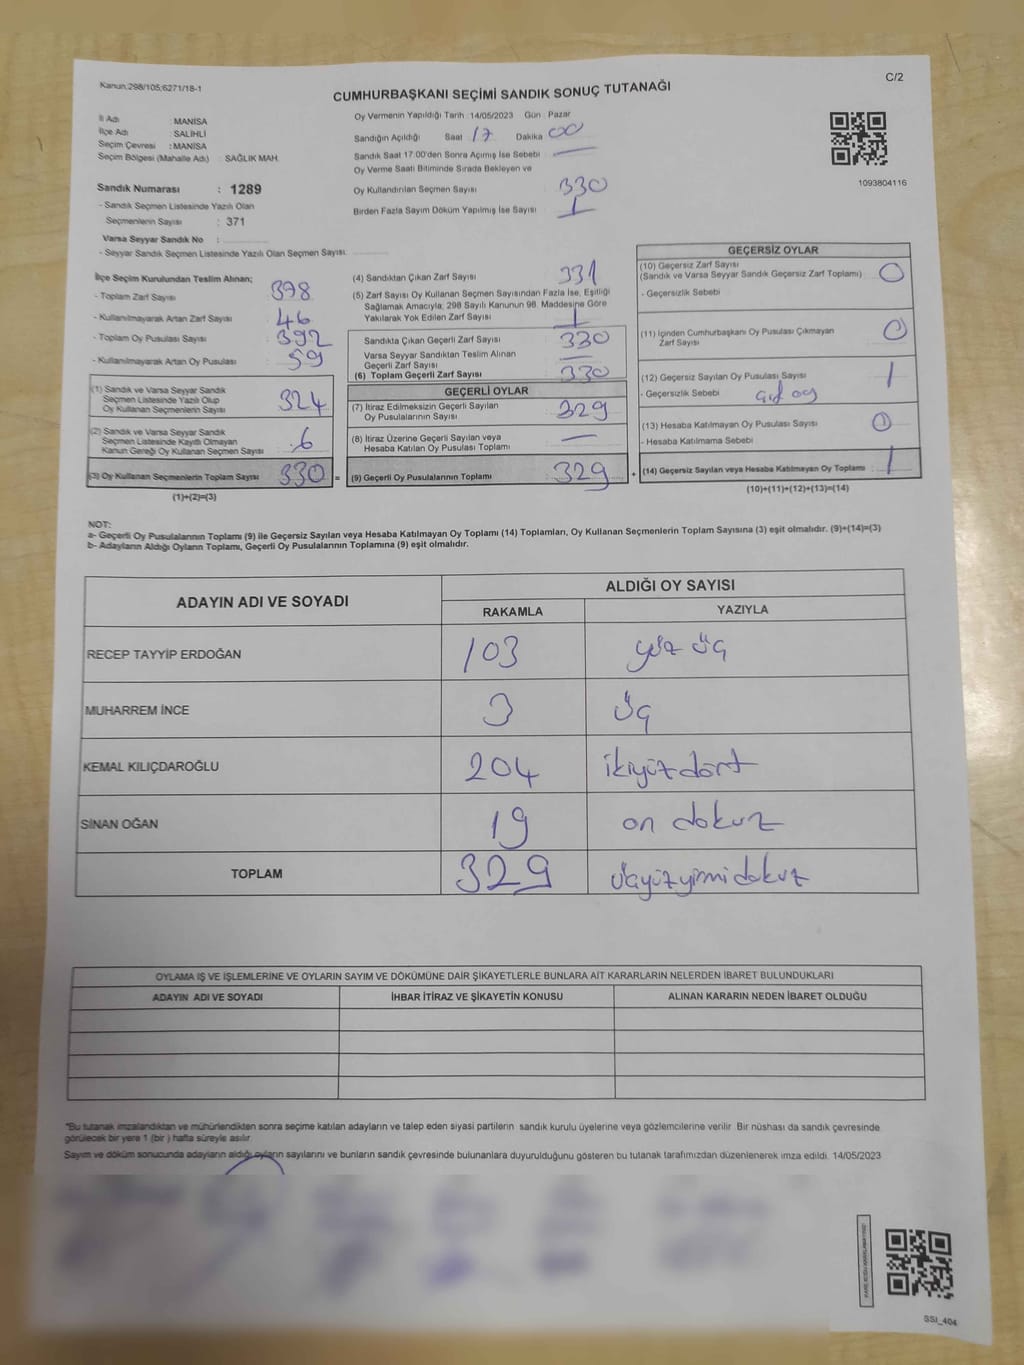 Kanun;298/105;6271/18-1
C/2
CUMHURBAŞKANI SEÇİMİ SANDIK SONUÇ TUTANAĞI
İl Adı : MANİSA
İlçe Adı : SALİHLİ
Seçim Çevresi : MANİSA
Seçim Bölgesi (Mahalle Adı) : SAĞLIK MAH.
Sandık Numarası : 1289
- Sandık Seçmen Listesinde Yazılı Olan
Seçmenlerin Sayısı : 371
Varsa Seyyar Sandık No :
- Seyyar Sandık Seçmen Listesinde Yazılı Olan Seçmen Sayısı.
Oy Vermenin Yapıldığı Tarih :14/05/2023 Gün : Pazar
Sandığın Açıldığı Saat 17 Dakika 00
Sandık Saat 17:00'den Sonra Açımış İse Sebebi :
Oy Verme Saati Bitiminde Sırada Bekleyen ve
Oy Kullandırılan Seçmen Sayısı 330
Birden Fazla Sayım Döküm Yapılmış İse Sayısı 1
1093804116
İlçe Seçim Kurulundan Teslim Alınan;
- Toplam Zarf Sayısı 398
- Kullanılmayarak Artan Zarf Sayısı 46
- Toplam Oy Pusulası Sayısı 392
- Kullanılmayarak Artan Oy Pusulası 59
(1) Sandık ve Varsa Seyyar Sandık
Seçmen Listesinde Yazılı Olup
Oy Kullanan Seçmenlerin Sayısı 324
(2) Sandık ve Varsa Seyyar Sandık
Seçmen Listesinde Kayıtlı Olmayan
Kanun Gereği Oy Kullanan Seçmen Sayısı 6
(3) Oy Kullanan Seçmenlerin Toplam Sayısı 330 =
(1)+(2)=(3)
(4) Sandıktan Çıkan Zarf Sayısı 331
(5) Zarf Sayısı Oy Kullanan Seçmen Sayısından Fazla İse, Eşitliği
Sağlamak Amacıyla; 298 Sayılı Kanunun 98. Maddesine Göre
Yakılarak Yok Edilen Zarf Sayısı 1
Sandıkta Çıkan Geçerli Zarf Sayısı 330
Varsa Seyyar Sandıktan Teslim Alınan
Geçerli Zarf Sayısı
(6) Toplam Geçerli Zarf Sayısı 330
GEÇERLİ OYLAR
(7) İtiraz Edilmeksizin Geçerli Sayılan
Oy Pusulalarının Sayısı 329
(8) İtiraz Üzerine Geçerli Sayılan veya
Hesaba Katılan Oy Pusulası Toplamı
(9) Geçerli Oy Pusulalarının Toplamı 329 +
GEÇERSİZ OYLAR
(10) Geçersiz Zarf Sayısı
(Sandık ve Varsa Seyyar Sandık Geçersiz Zarf Toplamı) 0
- Geçersizlik Sebebi
(11) İçinden Cumhurbaşkanı Oy Pusulası Çıkmayan
Zarf Sayısı 0
(12) Geçersiz Sayılan Oy Pusulası Sayısı 1
- Geçersizlik Sebebi
(13) Hesaba Katılmayan Oy Pusulası Sayısı 0
- Hesaba Katılmama Sebebi
(14) Geçersiz Sayılan veya Hesaba Katılmayan Oy Toplamı 1
(10)+(11)+(12)+(13)=(14)
NOT:
a- Geçerli Oy Pusulalarının Toplamı (9) ile Geçersiz Sayılan veya Hesaba Katılmayan Oy Toplamı (14) Toplamları, Oy Kullanan Seçmenlerin Toplam Sayısına (3) eşit olmalıdır. (9)+(14)=(3)
b- Adayların Aldığı Oyların Toplamı, Geçerli Oy Pusulalarının Toplamına (9) eşit olmalıdır.
ADAYIN ADI VE SOYADI ALDIĞI OY SAYISI
RAKAMLA YAZIYLA
RECEP TAYYİP ERDOĞAN 103 yüz üç
MUHARREM İNCE 3 üç
KEMAL KILIÇDAROĞLU 204 ikiyüzdört
SİNAN OĞAN 19 on dokuz
TOPLAM 329 üçyüzyirmidokuz
OYLAMA İŞ VE İŞLEMLERİNE VE OYLARIN SAYIM VE DÖKÜMÜNE DAİR ŞİKAYETLERLE BUNLARA AİT KARARLARIN NELERDEN İBARET BULUNDUKLARI
ADAYIN ADI VE SOYADI İHBAR İTİRAZ VE ŞİKAYETİN KONUSU ALINAN KARARIN NEDEN İBARET OLDUĞU
*Bu tutanak imzalandıktan ve mühürlendikten sonra seçime katılan adayların ve talep eden siyasi partilerin sandık kurulu üyelerine veya gözlemcilerine verilir. Bir nüshası da sandık çevresinde
görülecek bir yere 1 (bir ) hafta süreyle asılır.
Sayım ve döküm sonucunda adayların aldığı oyların sayılarını ve bunların sandık çevresinde bulunanlara duyurulduğunu gösteren bu tutanak tarafımızdan düzenlenerek imza edildi. 14/05/2023
SSI_404